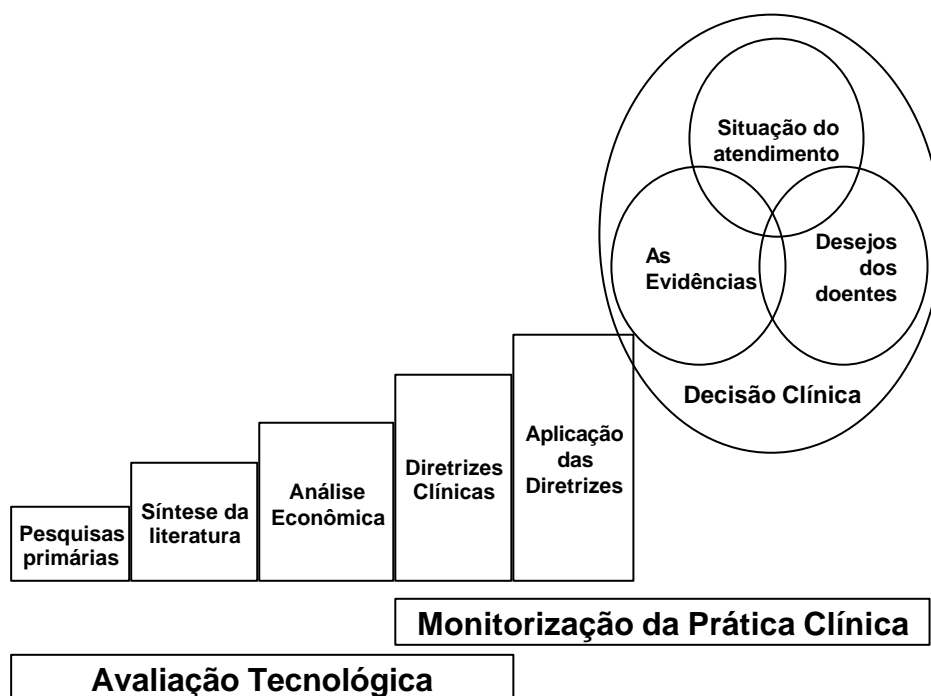 Situação do
atendimento
As
Evidências
Desejos
dos
doentes
Decisão Clínica
Pesquisas
primárias
Síntese da
literatura
Análise
Econômica
Diretrizes
Clínicas
Aplicação
das
Diretrizes
Monitorização da Prática Clínica
Avaliação Tecnológica